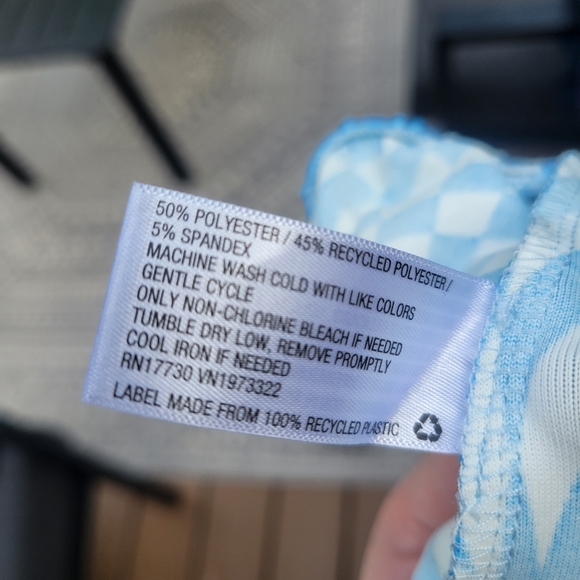 50% POLYESTER / 45% RECYCLED POLYESTER /
5% SPANDEX
MACHINE WASH COLD WITH LIKE COLORS
GENTLE CYCLE
ONLY NON-CHLORINE BLEACH IF NEEDED
TUMBLE DRY LOW, REMOVE PROMPTLY
COOL IRON IF NEEDED
RN17730 VN1973322
LABEL MADE FROM 100% RECYCLED PLASTIC